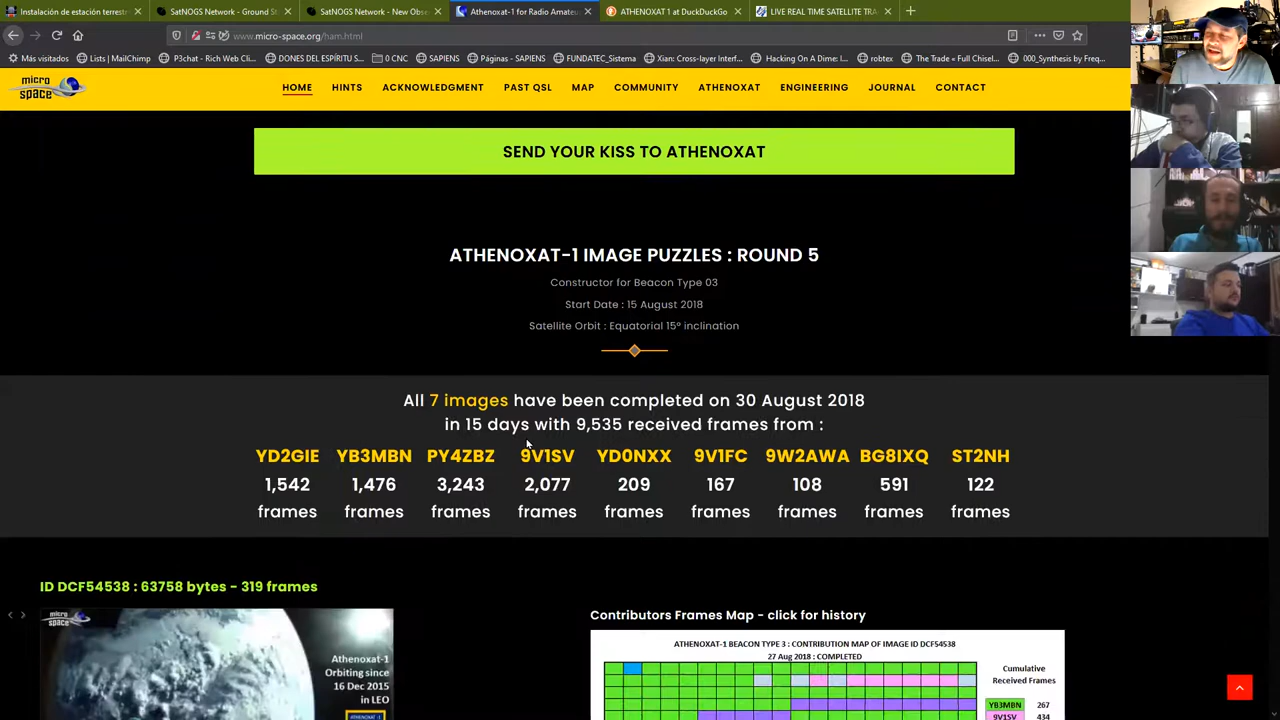 Instalación de estación terrestr
SatNOGS Network - Ground St
SatNOGS Network - New Obs
Athenoxat-1 for Radio Amateu
ATHENOXAT 1 at DuckDuckGo
LIVE REAL TIME SATELLITE TRA
www.micro-space.org/ham.html
Más visitados
Lists | MailChimp
P3chat - Rich Web Cli...
DONES DEL ESPÍRITU S...
0 CNC
SAPIENS
Páginas - SAPIENS
FUNDATEC_Sistema
Xian: Cross-layer Interf...
Hacking On A Dime: I...
robtex
The Trade « Full Chisel...
000_Synthesis by Freq...
micro
space
HOME
HINTS
ACKNOWLEDGMENT
PAST QSL
MAP
COMMUNITY
ATHENOXAT
ENGINEERING
JOURNAL
CONTACT
SEND YOUR KISS TO ATHENOXAT
ATHENOXAT-1 IMAGE PUZZLES : ROUND 5
Constructor for Beacon Type 03
Start Date : 15 August 2018
Satellite Orbit : Equatorial 15° inclination
All 7 images have been completed on 30 August 2018
in 15 days with 9,535 received frames from :
YD2GIE YB3MBN PY4ZBZ 9V1SV YD0NXX 9V1FC 9W2AWA BG8IXQ ST2NH
1,542 1,476 3,243 2,077 209 167 108 591 122
frames frames frames frames frames frames frames frames frames
ID DCF54538 : 63758 bytes - 319 frames
micro
space
Athenoxat-1
Orbiting since
16 Dec 2015
in LEO
Contributors Frames Map - click for history
ATHENOXAT-1 BEACON TYPE 3 : CONTRIBUTION MAP OF IMAGE ID DCF54538
27 Aug 2018 : COMPLETED
Cumulative
Received Frames
YB3MBN 267
9V1SV 434